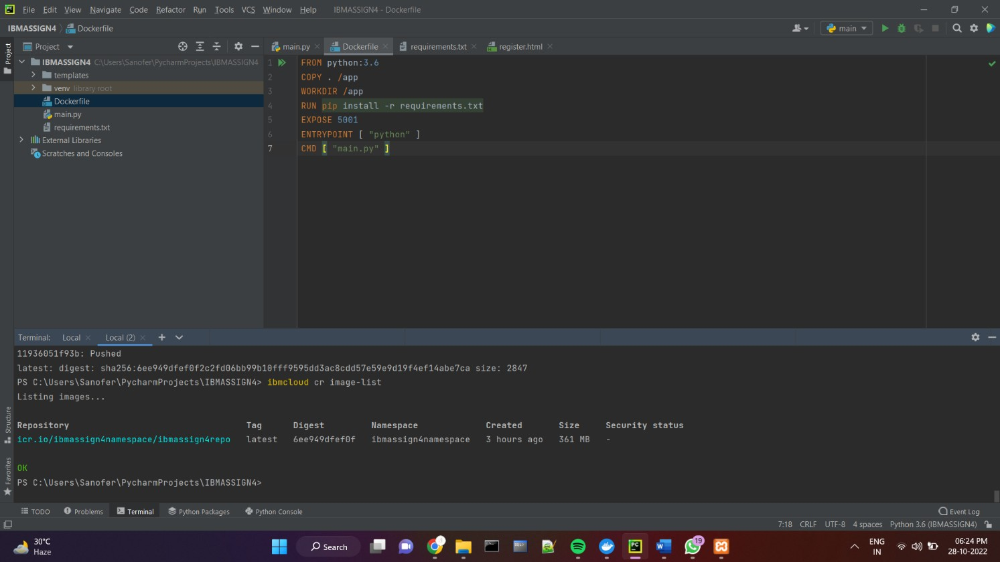 PC File Edit View Navigate Code Refactor Run Tools VCS Window Help IBMASSIGN4 - Dockerfile
IBMASSIGN4 Dockerfile main
Project
Project main.py Dockerfile requirements.txt register.html
IBMASSIGN4 C:\Users\Sanofer\PycharmProjects\IBMASSIGN4
templates
venv library root
Dockerfile
main.py
requirements.txt
External Libraries
Scratches and Consoles
1 FROM python:3.6
2 COPY . /app
3 WORKDIR /app
4 RUN pip install -r requirements.txt
5 EXPOSE 5001
6 ENTRYPOINT [ "python" ]
7 CMD [ "main.py" ]
Terminal: Local Local (2)
11936051f93b: Pushed
latest: digest: sha256:6ee949dfef0f2c2fd06bb99b10fff9595dd3ac8cdd57e59e9d19f4ef14abe7ca size: 2847
PS C:\Users\Sanofer\PycharmProjects\IBMASSIGN4> ibmcloud cr image-list
Listing images...
Repository Tag Digest Namespace Created Size Security status
icr.io/ibmassign4namespace/ibmassign4repo latest 6ee949dfef0f ibmassign4namespace 3 hours ago 361 MB -
OK
PS C:\Users\Sanofer\PycharmProjects\IBMASSIGN4>
Structure
Favorites
TODO Problems Terminal Python Packages Python Console Event Log
7:18 CRLF UTF-8 4 spaces Python 3.6 (IBMASSIGN4)
30°C
Haze
Search
PC
19
ENG
IN
06:24 PM
28-10-2022